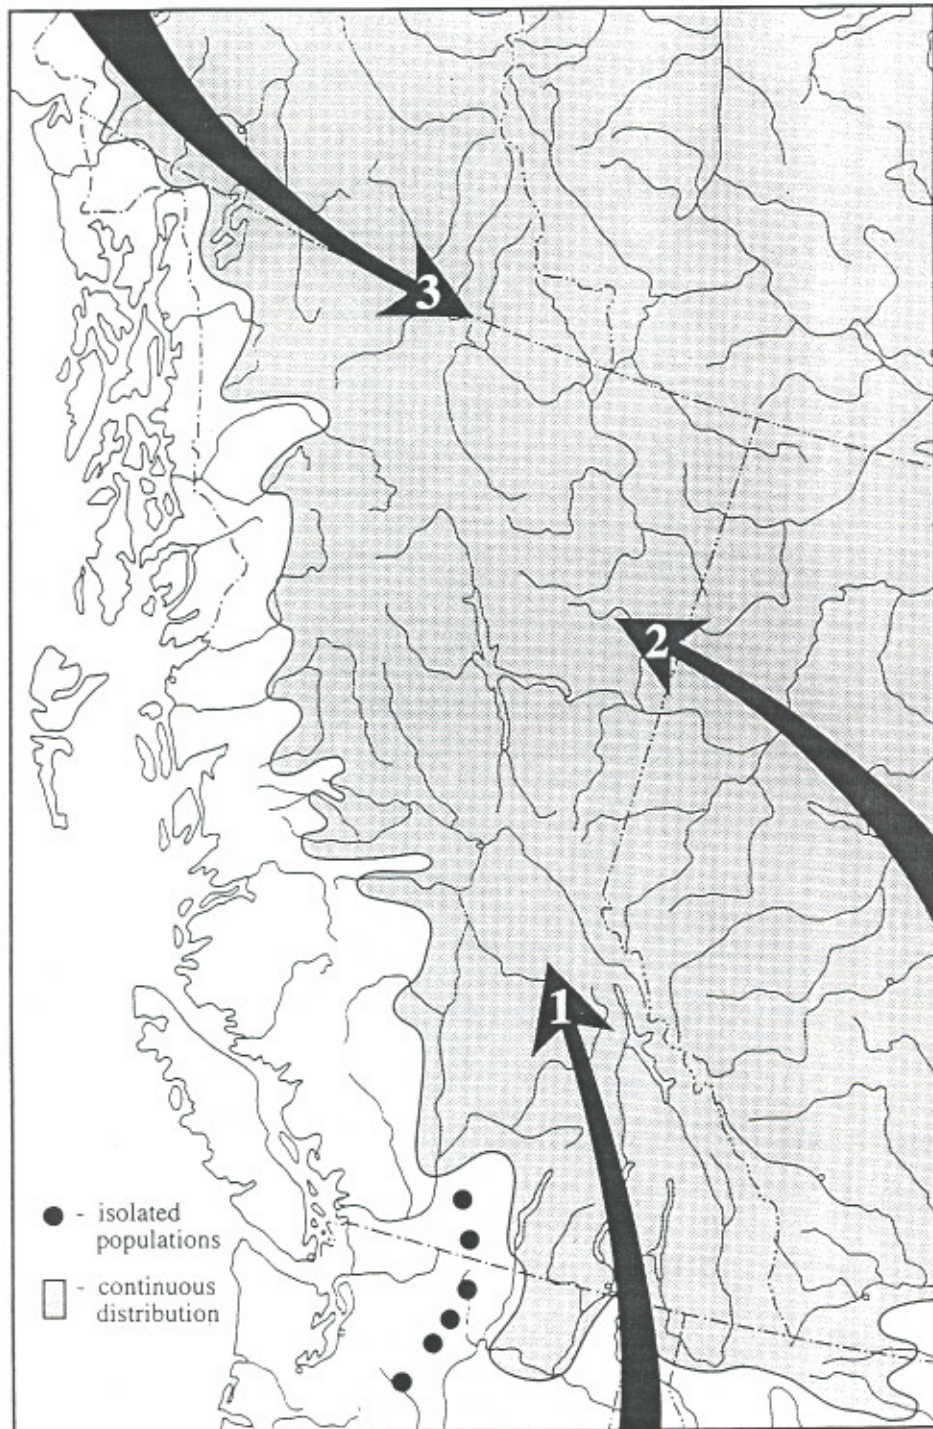 3
2
1
- isolated
populations
- continuous
distribution